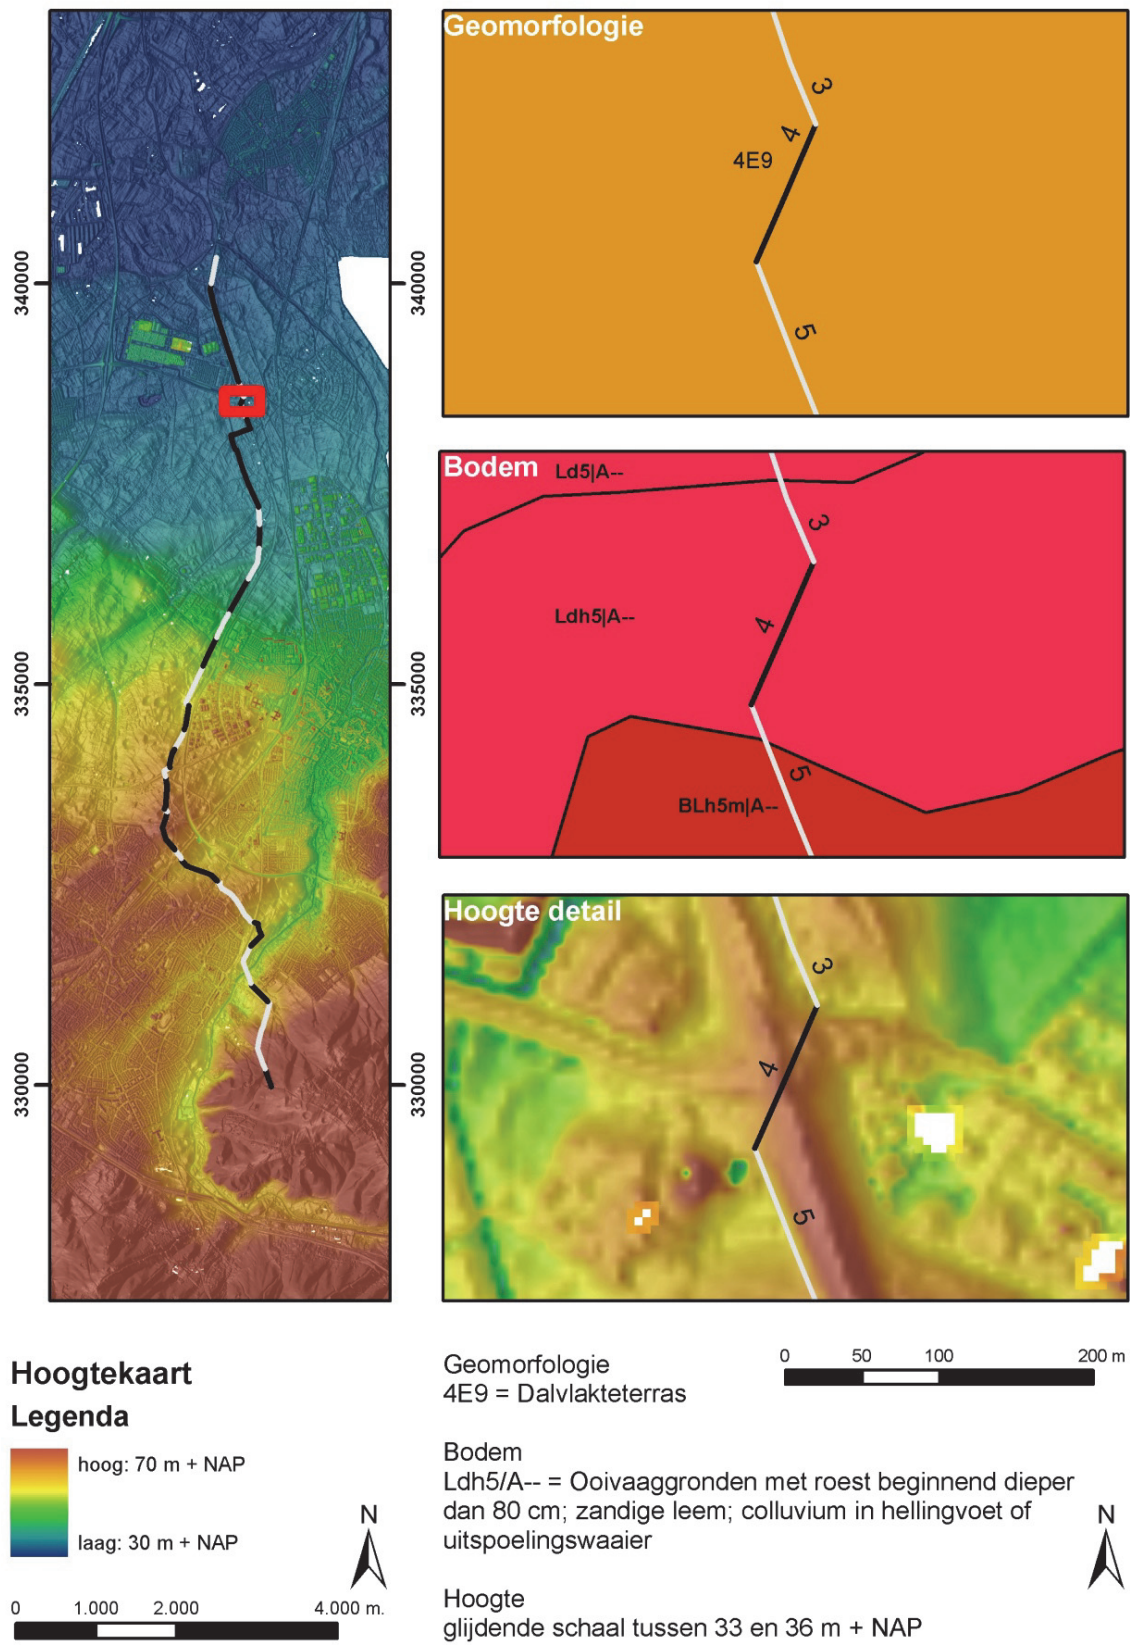 340000
335000
330000
340000
335000
330000
Geomorfologie
3
4
4E9
5
Bodem
Ld5|A--
3
Ldh5|A--
4
5
BLh5m|A--
Hoogte detail
3
4
5
Hoogtekaart
Legenda
hoog: 70 m + NAP
laag: 30 m + NAP
N
0 1.000 2.000 4.000 m.
Geomorfologie
4E9 = Dalvlakteterras
0 50 100 200 m
Bodem
Ldh5/A-- = Ooivaaggronden met roest beginnend dieper
dan 80 cm; zandige leem; colluvium in hellingvoet of
uitspoelingswaaier
N
Hoogte
glijdende schaal tussen 33 en 36 m + NAP